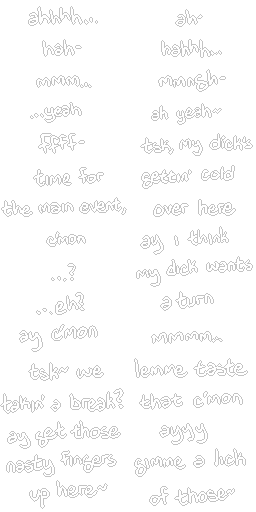 ahhhh...
hah-
mmm...
...yeah
ffff-
time for
the main event,
c'mon
...?
...eh?
ay c'mon
tsk~ we
takin' a break?
ay get those
nasty fingers
up here~
ah-
hahhh...
mmmgh-
ah yeah~
tsk, my dick's
gettin' cold
over here
ay i think
my dick wants
a turn
mmmm..
lemme taste
that c'mon
ayyy
gimme a lick
of those~